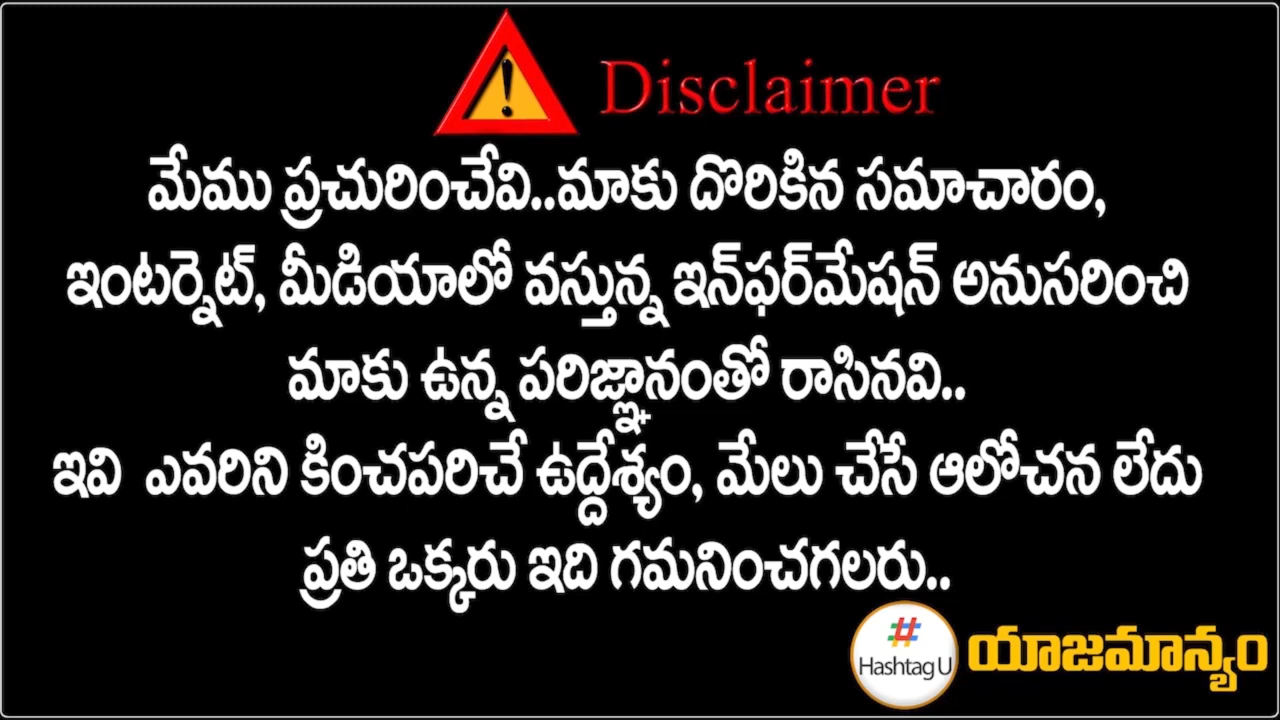 Disclaimer
మేము ప్రచురించేవి..మాకు దొరికిన సమాచారం,
ఇంటర్నెట్, మీడియాలో వస్తున్న ఇన్‌ఫర్‌మేషన్ అనుసరించి
మాకు ఉన్న పరిజ్ఞానంతో రాసినవి..
ఇవి ఎవరిని కించపరిచే ఉద్దేశ్యం, మేలు చేసే ఆలోచన లేదు
ప్రతి ఒక్కరు ఇది గమనించగలరు..
#
Hashtag U
యాజమాన్యం